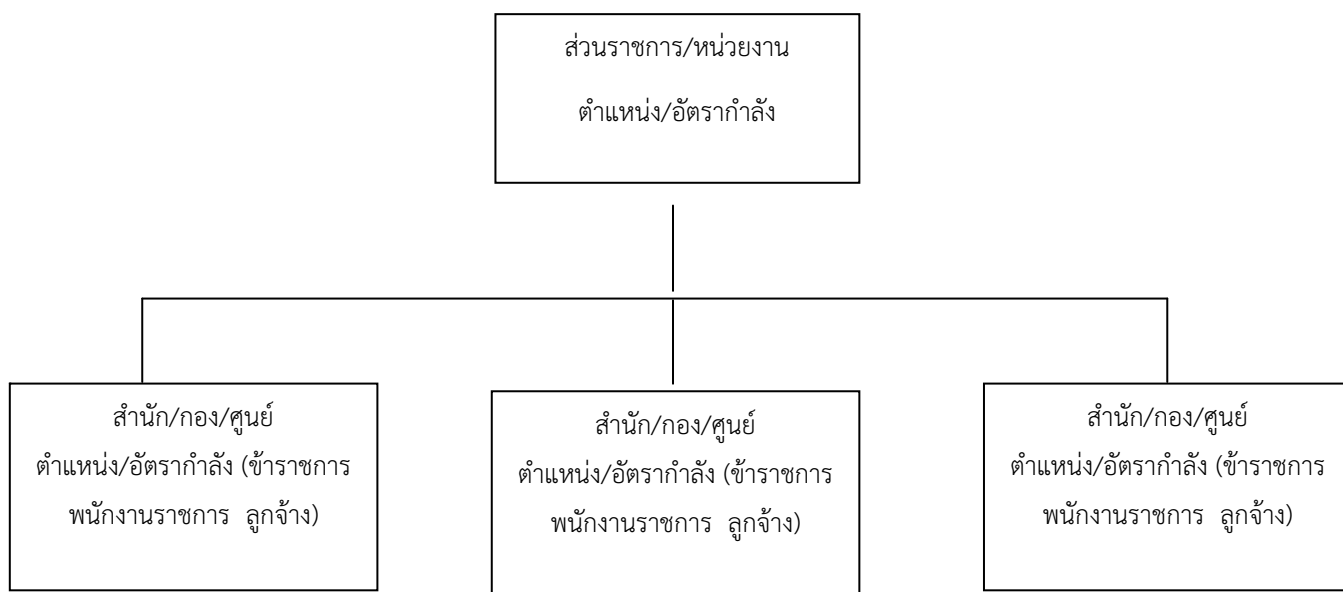 ส่วนราชการ/หน่วยงาน
ตำแหน่ง/อัตรากำลัง
สำนัก/กอง/ศูนย์
ตำแหน่ง/อัตรากำลัง (ข้าราชการ
พนักงานราชการ  ลูกจ้าง)
สำนัก/กอง/ศูนย์
ตำแหน่ง/อัตรากำลัง (ข้าราชการ
พนักงานราชการ  ลูกจ้าง)
สำนัก/กอง/ศูนย์
ตำแหน่ง/อัตรากำลัง (ข้าราชการ
พนักงานราชการ  ลูกจ้าง)